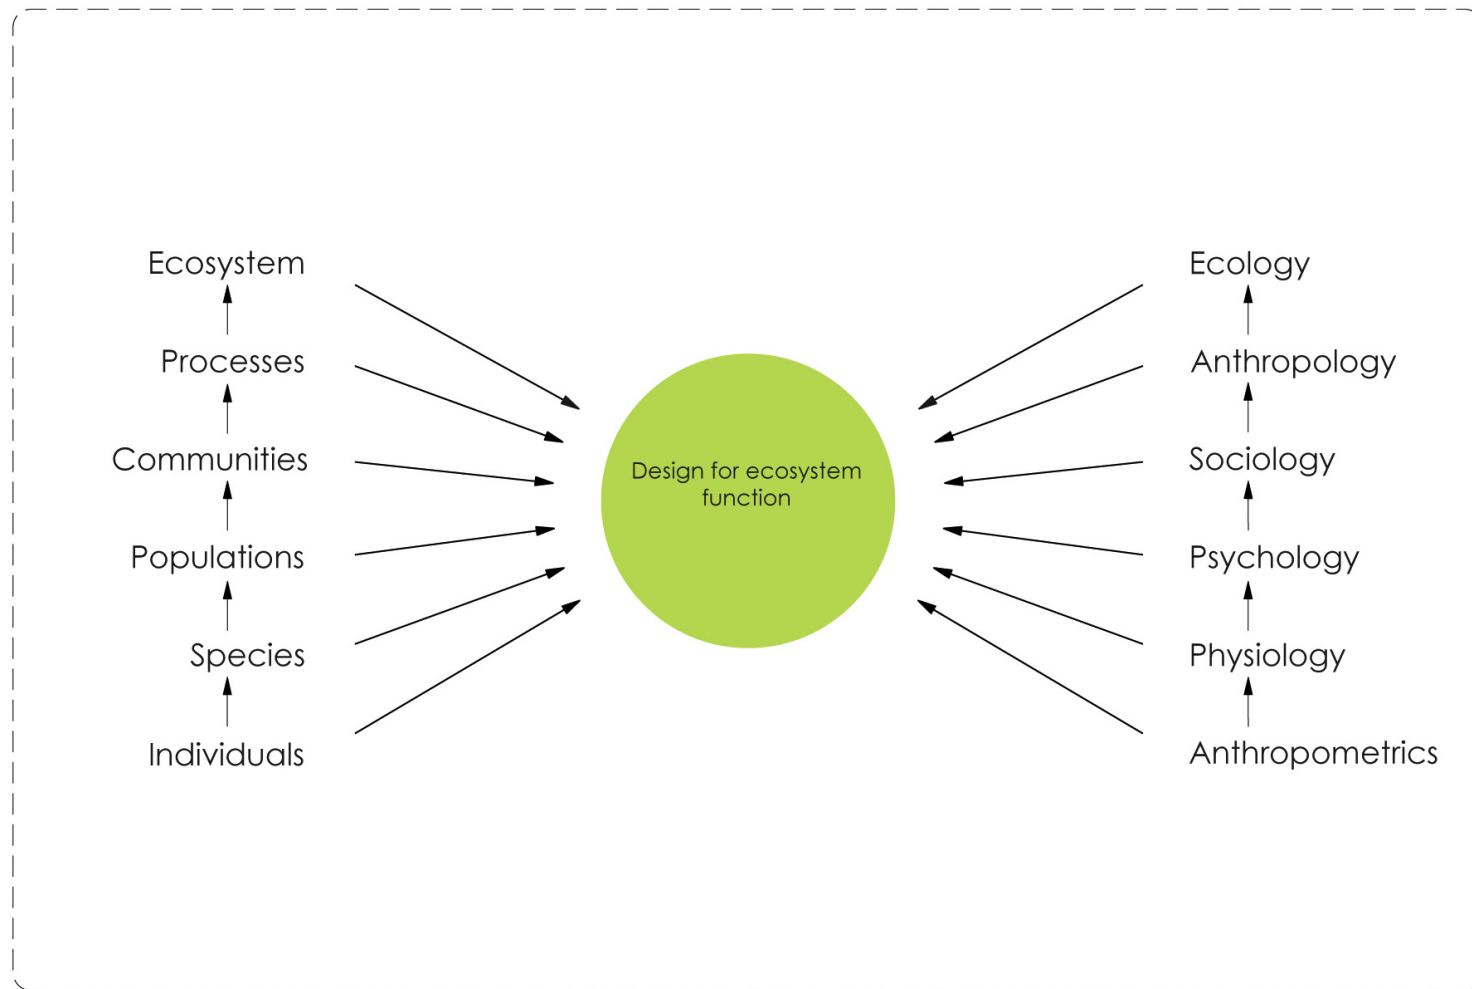 Ecosystem
Processes
Communities
Populations
Species
Individuals
Design for ecosystem
function
Ecology
Anthropology
Sociology
Psychology
Physiology
Anthropometrics